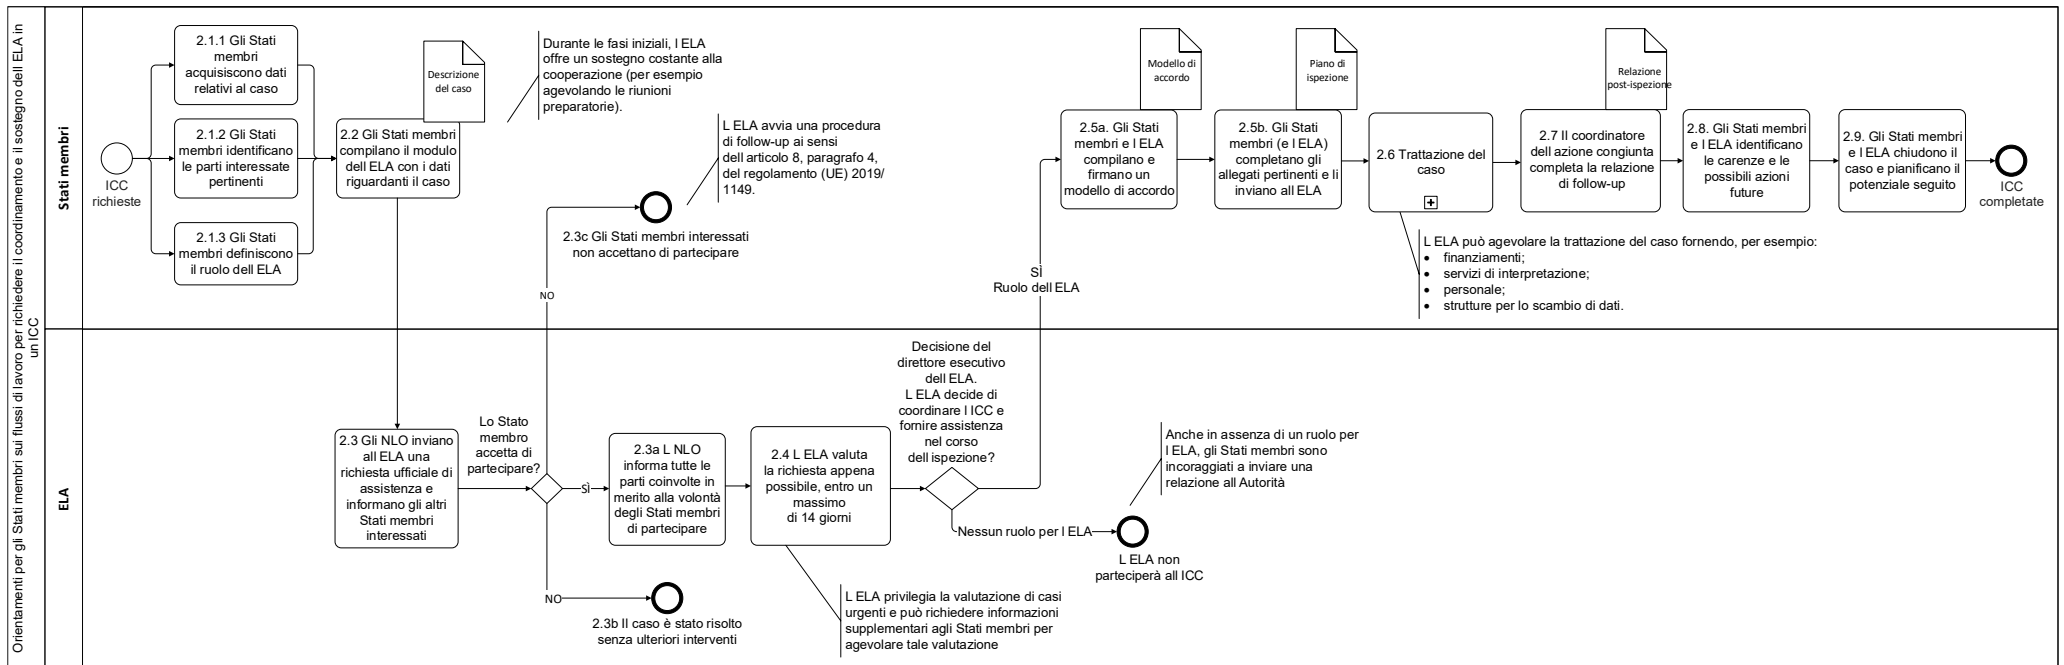 Orientamenti per gli Stati membri sui flussi di lavoro per richiedere il coordinamento e il sostegno dell ELA in
un ICC
Stati membri
ICC
richieste
2.1.1 Gli Stati
membri
acquisiscono dati
relativi al caso
2.1.2 Gli Stati
membri identificano
le parti interessate
pertinenti
2.1.3 Gli Stati
membri definiscono
il ruolo dell ELA
Descrizione
del caso
2.2 Gli Stati membri
compilano il modulo
dell ELA con i dati
riguardanti il caso
Durante le fasi iniziali, l ELA
offre un sostegno costante alla
cooperazione (per esempio
agevolando le riunioni
preparatorie).
L ELA avvia una procedura
di follow-up ai sensi
dell articolo 8, paragrafo 4,
del regolamento (UE) 2019/
1149.
2.3c Gli Stati membri interessati
non accettano di partecipare
NO
SÌ
Ruolo dell ELA
Modello di
accordo
2.5a. Gli Stati
membri e l ELA
compilano e
firmano un
modello di accordo
Piano di
ispezione
2.5b. Gli Stati
membri (e l ELA)
completano gli
allegati pertinenti e li
inviano all ELA
2.6 Trattazione del
caso
L ELA può agevolare la trattazione del caso fornendo, per esempio:
• finanziamenti;
• servizi di interpretazione;
• personale;
• strutture per lo scambio di dati.
Relazione
post-ispezione
2.7 Il coordinatore
dell azione congiunta
completa la relazione
di follow-up
2.8. Gli Stati membri
e l ELA identificano
le carenze e le
possibili azioni
future
2.9. Gli Stati membri
e l ELA chiudono il
caso e pianificano il
potenziale seguito
ICC
completate
ELA
2.3 Gli NLO inviano
all ELA una
richiesta ufficiale di
assistenza e
informano gli altri
Stati membri
interessati
Lo Stato
membro
accetta di
partecipare?
SÌ
NO
2.3b Il caso è stato risolto
senza ulteriori interventi
2.3a L NLO
informa tutte le
parti coinvolte in
merito alla volontà
degli Stati membri
di partecipare
2.4 L ELA valuta
la richiesta appena
possibile, entro un
massimo
di 14 giorni
L ELA privilegia la valutazione di casi
urgenti e può richiedere informazioni
supplementari agli Stati membri per
agevolare tale valutazione
Decisione del
direttore esecutivo
dell ELA.
L ELA decide di
coordinare l ICC e
fornire assistenza
nel corso
dell ispezione?
Nessun ruolo per l ELA
L ELA non
parteciperà all ICC
Anche in assenza di un ruolo per
l ELA, gli Stati membri sono
incoraggiati a inviare una
relazione all Autorità